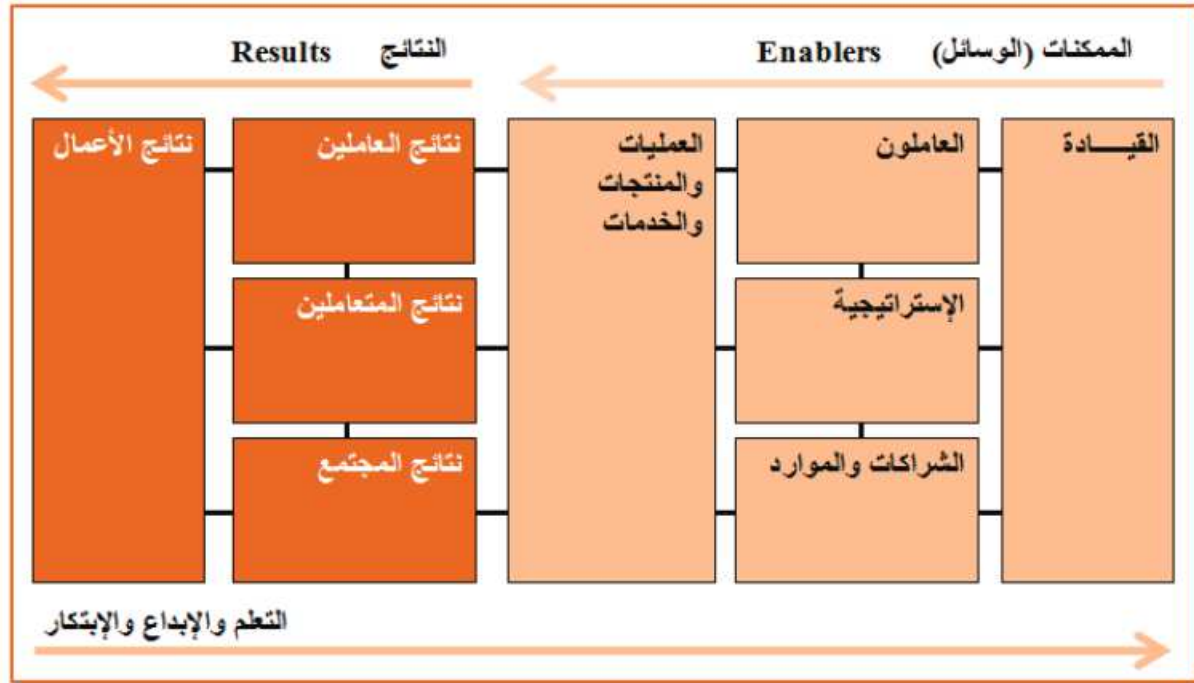 الممكنات (الوسائل) Enablers
النتائج Results
القيـــــادة
العاملون
الإستراتيجية
الشراكات والموارد
العمليات
والمنتجات
والخدمات
نتائج العاملين
نتائج المتعاملين
نتائج المجتمع
نتائج الأعمال
التعلم والإبداع والإبتكار